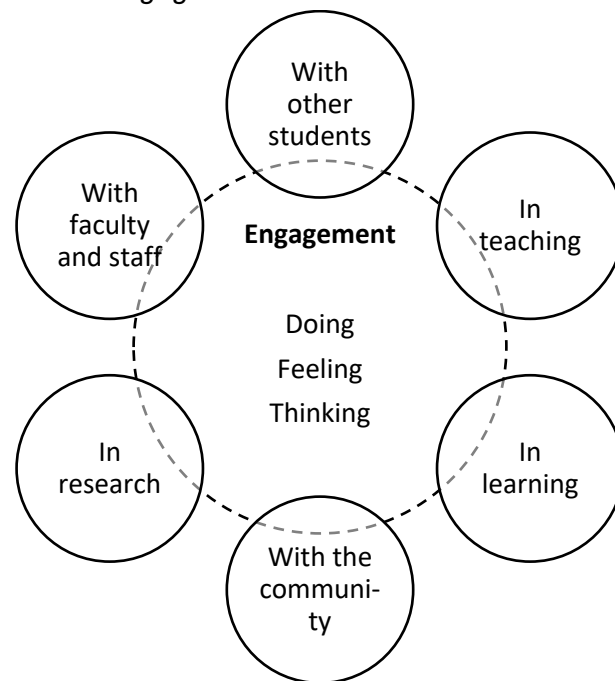 With
other
students
With
faculty
and staff
Engagement
In
teaching
Doing
Feeling
Thinking
In
research
In
learning
With the
communi-
ty